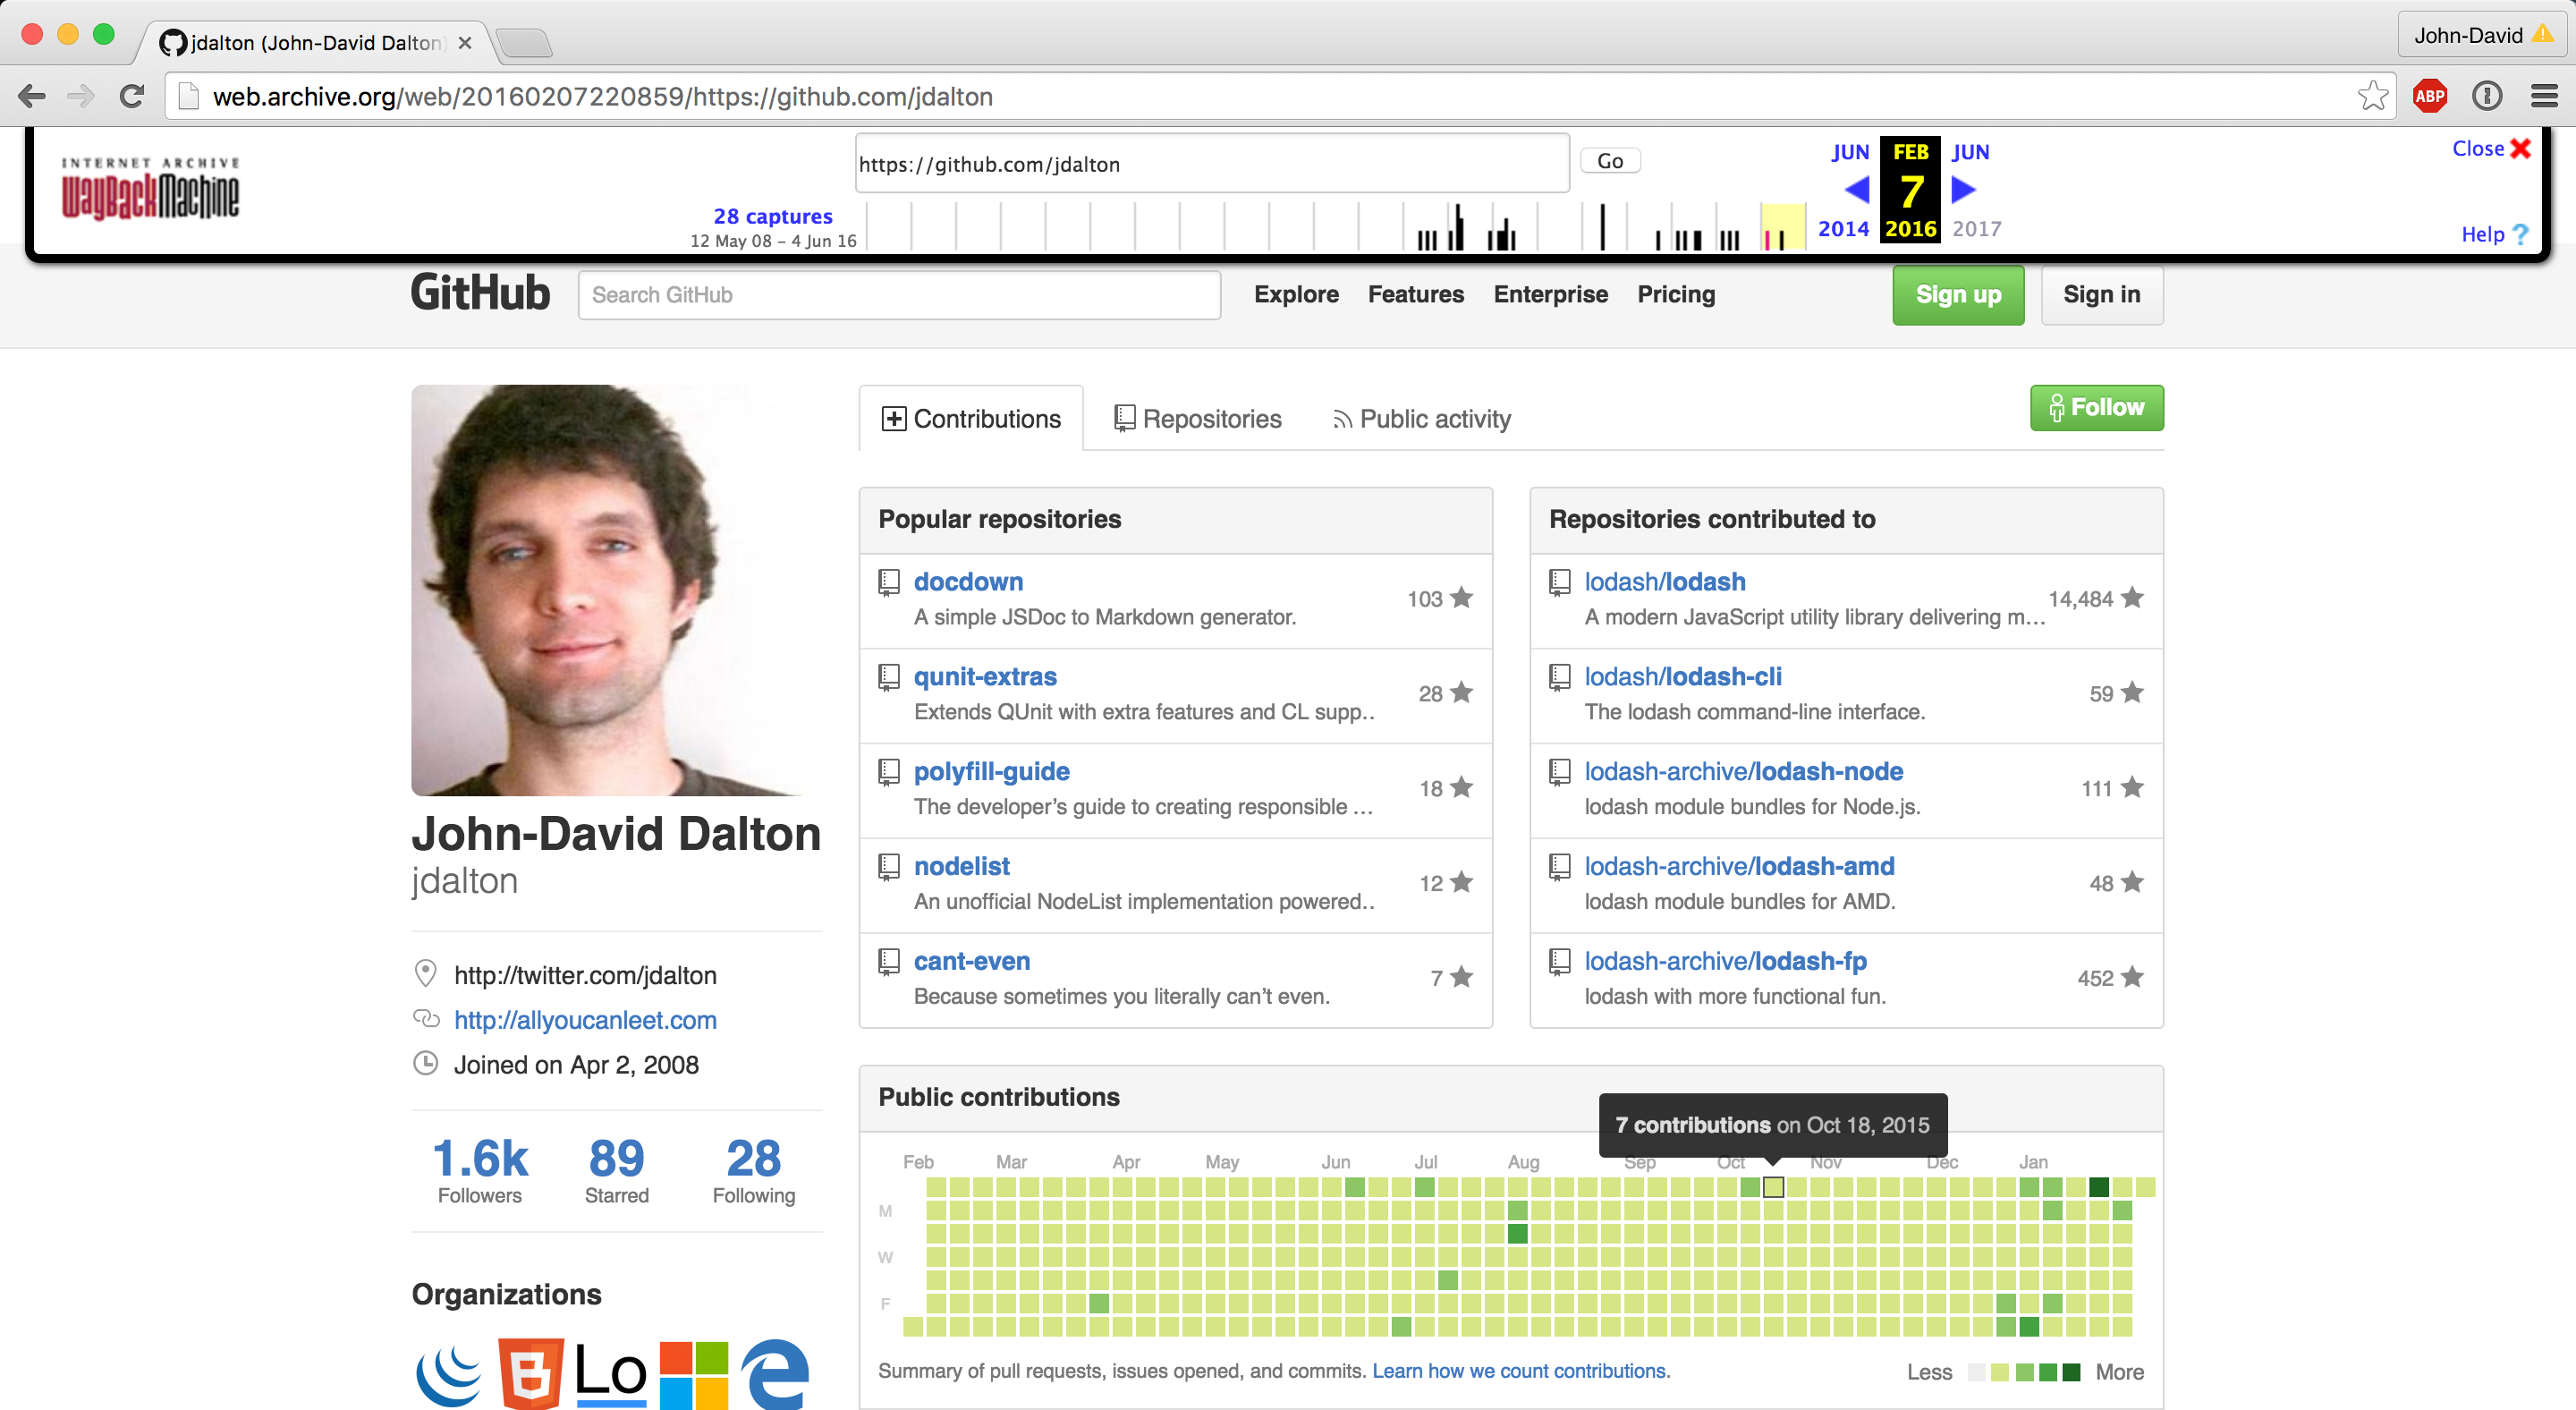 jdalton (John-David Dalton)
John-David
web.archive.org/web/20160207220859/https://github.com/jdalton
ABP
INTERNET ARCHIVE
WayBackMachine
https://github.com/jdalton
Go
28 captures
12 May 08 – 4 Jun 16
JUN FEB JUN
7
2014 2016 2017
Close
Help ?
GitHub
Search GitHub
Explore Features Enterprise Pricing
Sign up
Sign in
Contributions
Repositories
Public activity
Follow
John-David Dalton
jdalton
http://twitter.com/jdalton
http://allyoucanleet.com
Joined on Apr 2, 2008
1.6k 89 28
Followers Starred Following
Organizations
Lo
Popular repositories
docdown
A simple JSDoc to Markdown generator.
103
qunit-extras
Extends QUnit with extra features and CL supp..
28
polyfill-guide
The developer’s guide to creating responsible …
18
nodelist
An unofficial NodeList implementation powered..
12
cant-even
Because sometimes you literally can’t even.
7
Repositories contributed to
lodash/lodash
A modern JavaScript utility library delivering m…
14,484
lodash/lodash-cli
The lodash command-line interface.
59
lodash-archive/lodash-node
lodash module bundles for Node.js.
111
lodash-archive/lodash-amd
lodash module bundles for AMD.
48
lodash-archive/lodash-fp
lodash with more functional fun.
452
Public contributions
7 contributions on Oct 18, 2015
Feb Mar Apr May Jun Jul Aug Sep Oct Nov Dec Jan
M
W
F
Summary of pull requests, issues opened, and commits. Learn how we count contributions.
Less More